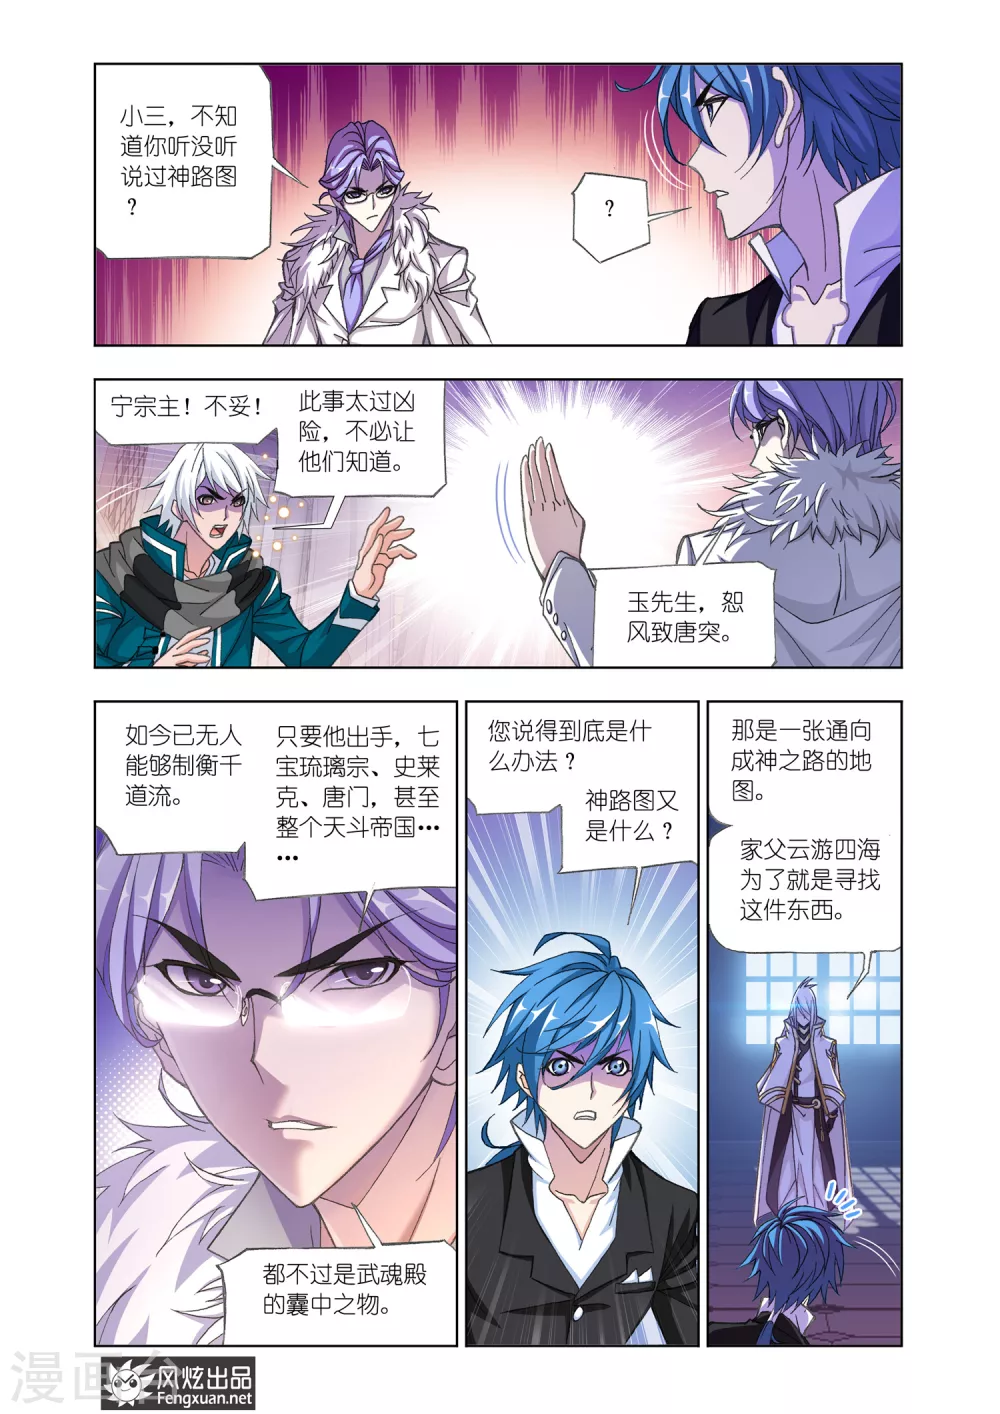 小三，不知
道你听没听
说过神路图
？
？
宁宗主！不妥！
此事太过凶
险，不必让
他们知道。
玉先生，恕
风致唐突。
如今已无人
能够制衡千
道流。
只要他出手，七
宝琉璃宗、史莱
克、唐门，甚至
整个天斗帝国……
……
都不过是武魂殿
的囊中之物。
您说得到底是什
么办法？
神路图又
是什么？
那是一张通向
成神之路的地
图。
家父云游四海
为了就是寻找
这件东西。
漫画台
风炫出品
Fengxuan.net